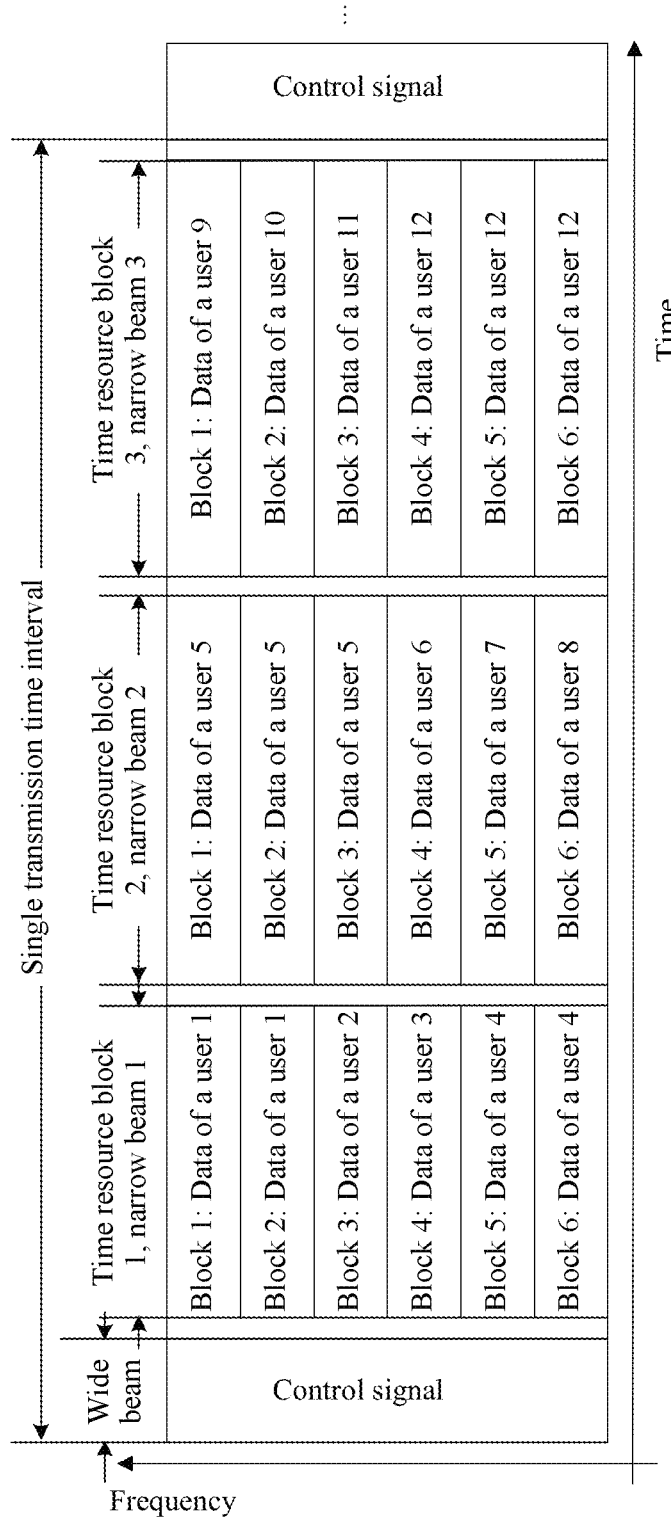 Single transmission time interval
Wide
beam
Time resource block
1, narrow beam 1
Time resource block
2, narrow beam 2
Time resource block
3, narrow beam 3
Control signal
Block 1: Data of a user 1
Block 2: Data of a user 1
Block 3: Data of a user 2
Block 4: Data of a user 3
Block 5: Data of a user 4
Block 6: Data of a user 4
Block 1: Data of a user 5
Block 2: Data of a user 5
Block 3: Data of a user 5
Block 4: Data of a user 6
Block 5: Data of a user 7
Block 6: Data of a user 8
Block 1: Data of a user 9
Block 2: Data of a user 10
Block 3: Data of a user 11
Block 4: Data of a user 12
Block 5: Data of a user 12
Block 6: Data of a user 12
Control signal
...
Frequency
Time